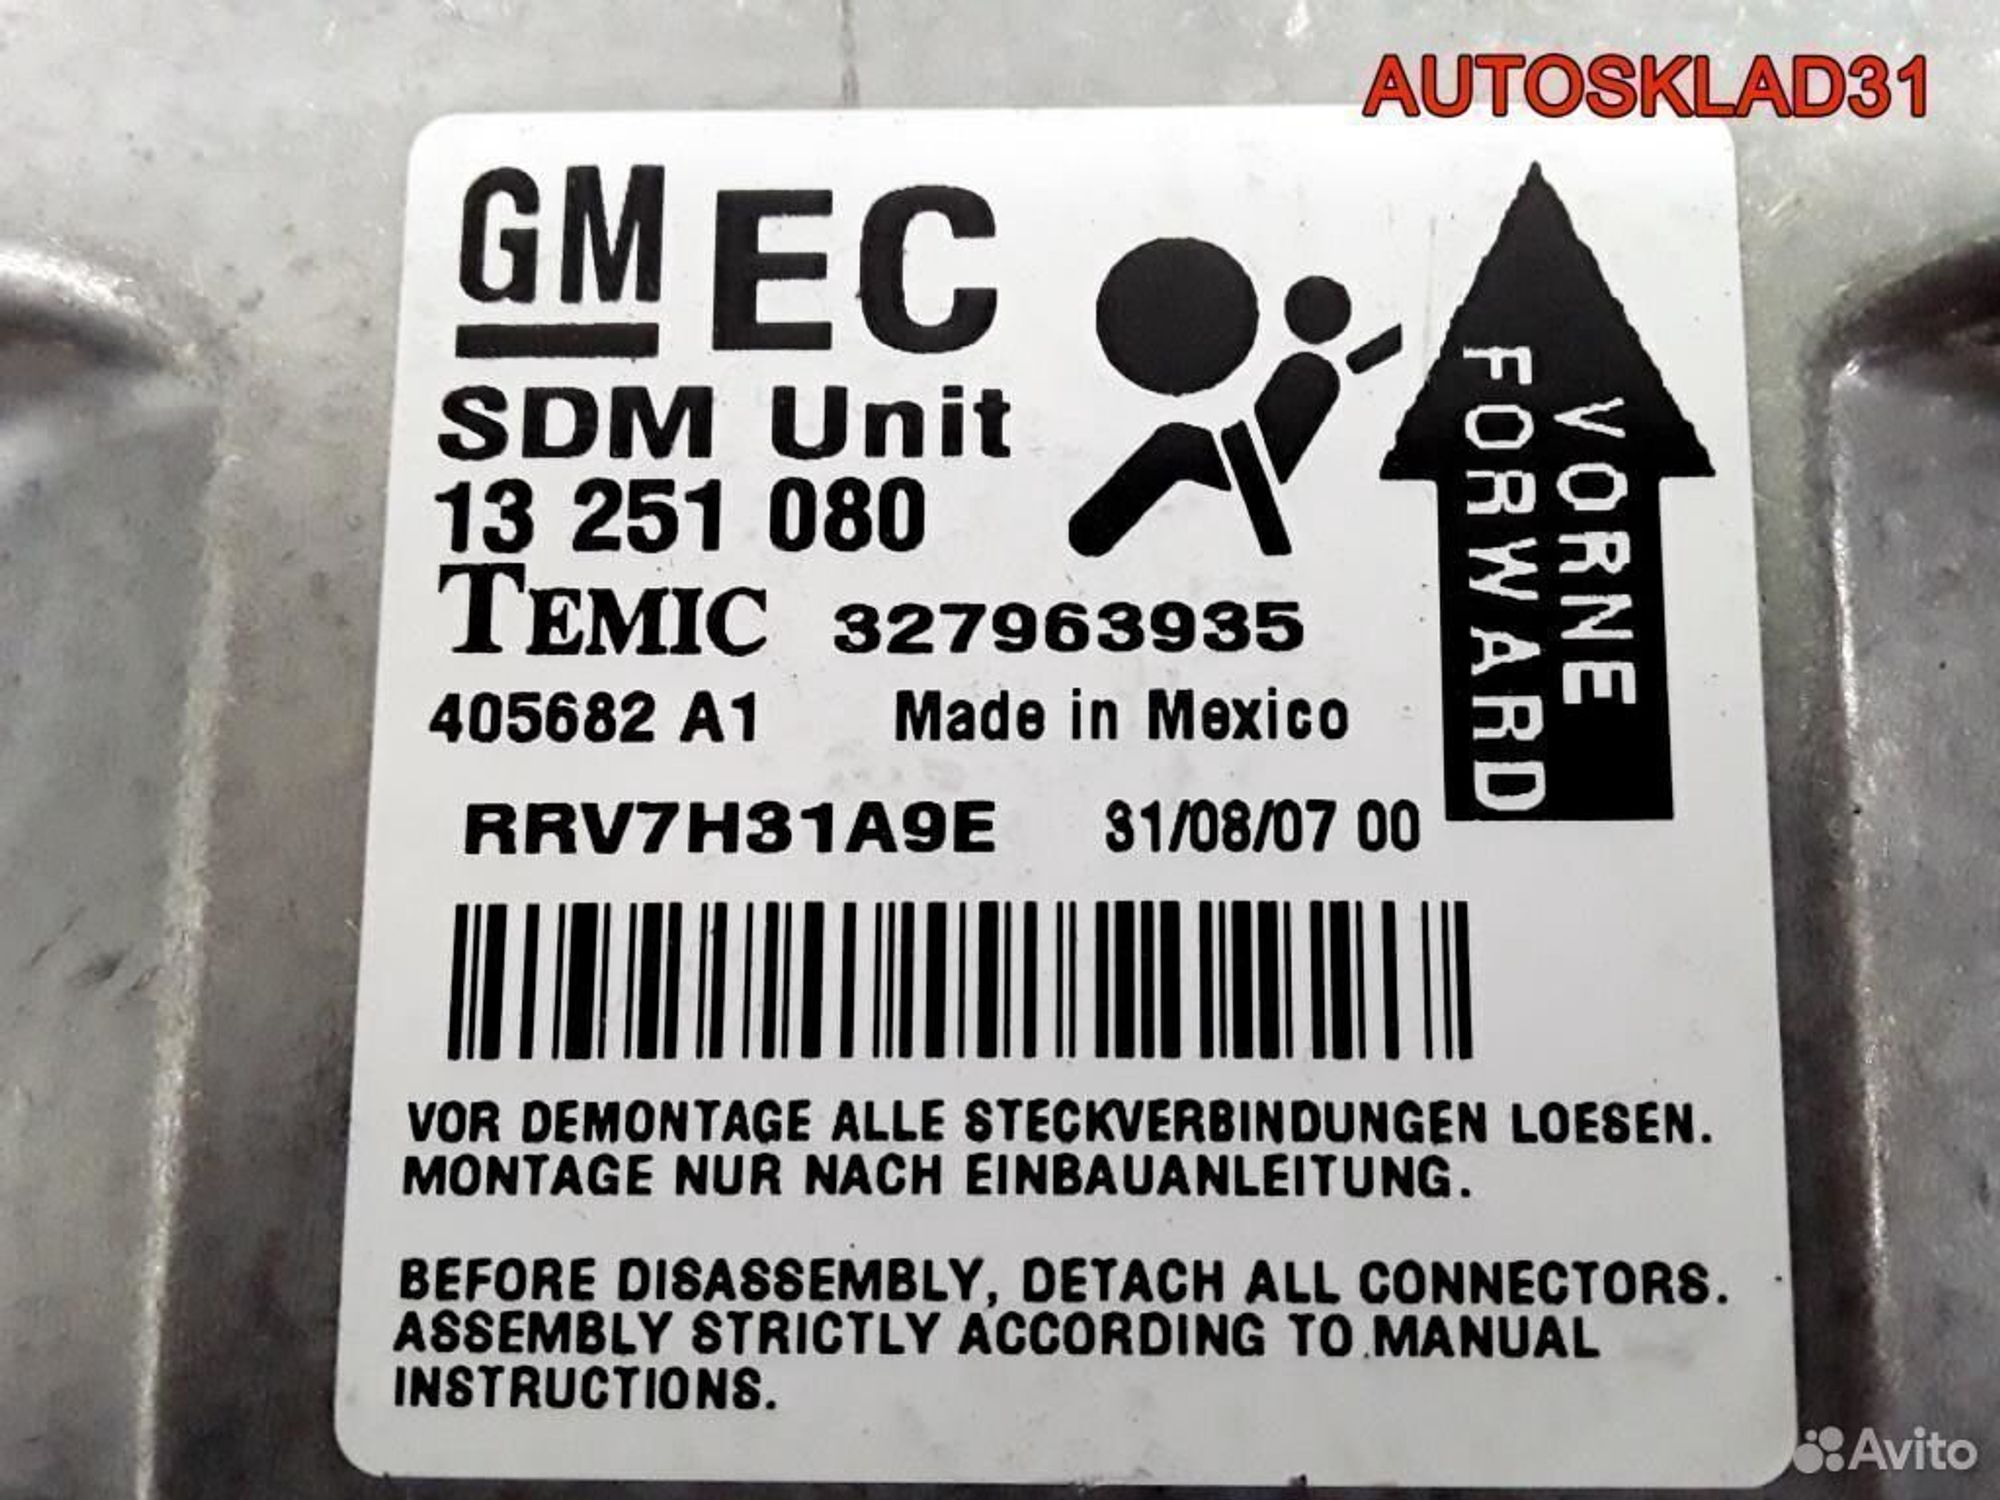 AUTOSKLAD31
GM EC
SDM Unit
13 251 080
TEMIC 327963935
405682 A1 Made in Mexico
RRV7H31A9E 31/08/07 00
VORNE
FORWARD
VOR DEMONTAGE ALLE STECKVERBINDUNGEN LOESEN.
MONTAGE NUR NACH EINBAUANLEITUNG.
BEFORE DISASSEMBLY, DETACH ALL CONNECTORS.
ASSEMBLY STRICTLY ACCORDING TO MANUAL
INSTRUCTIONS.
Avito